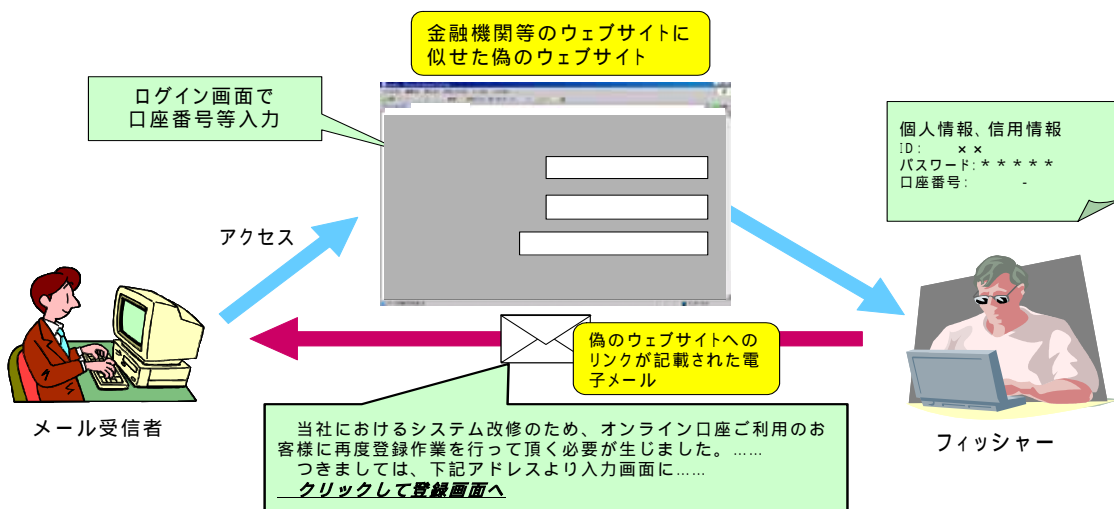 金融機関等のウェブサイトに
似せた偽のウェブサイト
ログイン画面で
口座番号等入力
個人情報、信用情報
ID: ××
パスワード:*****
口座番号: -
アクセス
偽のウェブサイトへの
リンクが記載された電
子メール
メール受信者
フィッシャー
当社におけるシステム改修のため、オンライン口座ご利用のお
客様に再度登録作業を行って頂く必要が生じました。……
つきましては、下記アドレスより入力画面に……
クリックして登録画面へ